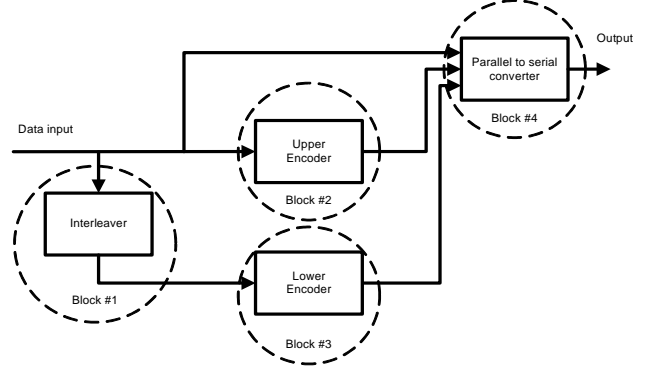 Output
Parallel to serial
converter
Block #4
Data input
Upper
Encoder
Block #2
Interleaver
Block #1
Lower
Encoder
Block #3